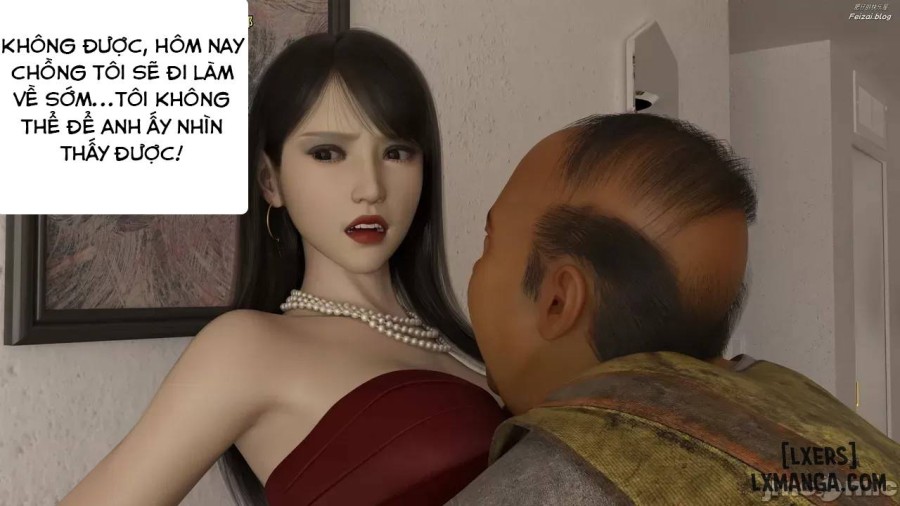 KHÔNG ĐƯỢC, HÔM NAY
CHỒNG TÔI SẼ ĐI LÀM
VỀ SỚM...TÔI KHÔNG
THỂ ĐỂ ANH ẤY NHÌN
THẤY ĐƯỢC!
Feizai.blog
[LXERS]
LXMANGA.COM